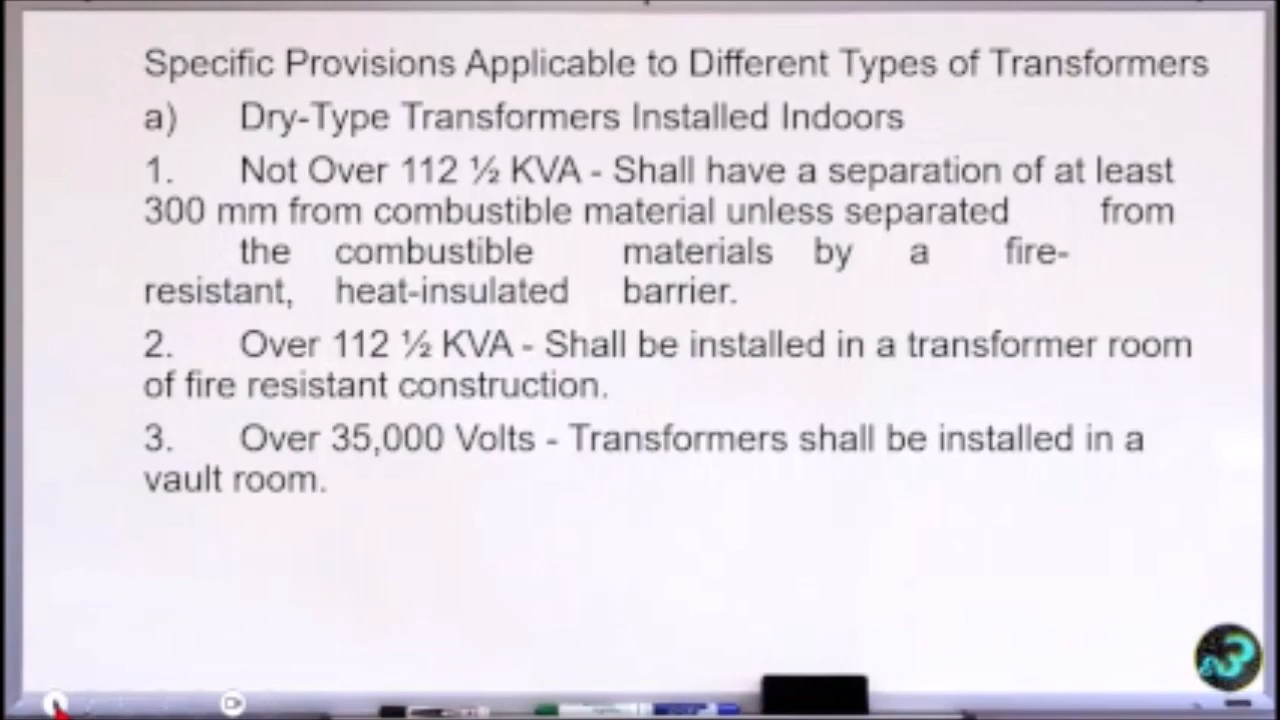 Specific Provisions Applicable to Different Types of Transformers
a) Dry-Type Transformers Installed Indoors
1. Not Over 112 ½ KVA - Shall have a separation of at least
300 mm from combustible material unless separated from
the combustible materials by a fire-
resistant, heat-insulated barrier.
2. Over 112 ½ KVA - Shall be installed in a transformer room
of fire resistant construction.
3. Over 35,000 Volts - Transformers shall be installed in a
vault room.